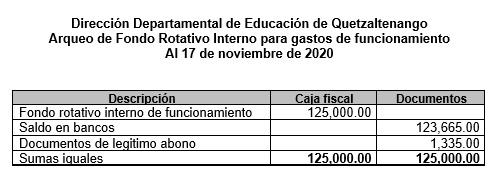 Dirección Departamental de Educación de Quetzaltenango
Arqueo de Fondo Rotativo Interno para gastos de funcionamiento
Al 17 de noviembre de 2020
Descripción Caja fiscal Documentos
Fondo rotativo interno de funcionamiento 125,000.00
Saldo en bancos 123,665.00
Documentos de legitimo abono 1,335.00
Sumas iguales 125,000.00 125,000.00